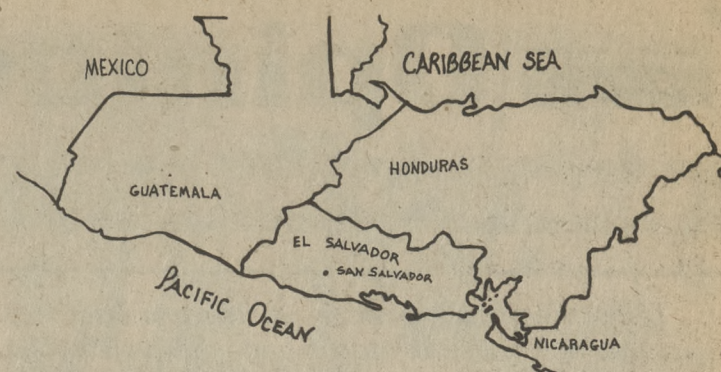 MEXICO
CARIBBEAN SEA
GUATEMALA
HONDURAS
EL SALVADOR
SAN SALVADOR
PACIFIC OCEAN
NICARAGUA